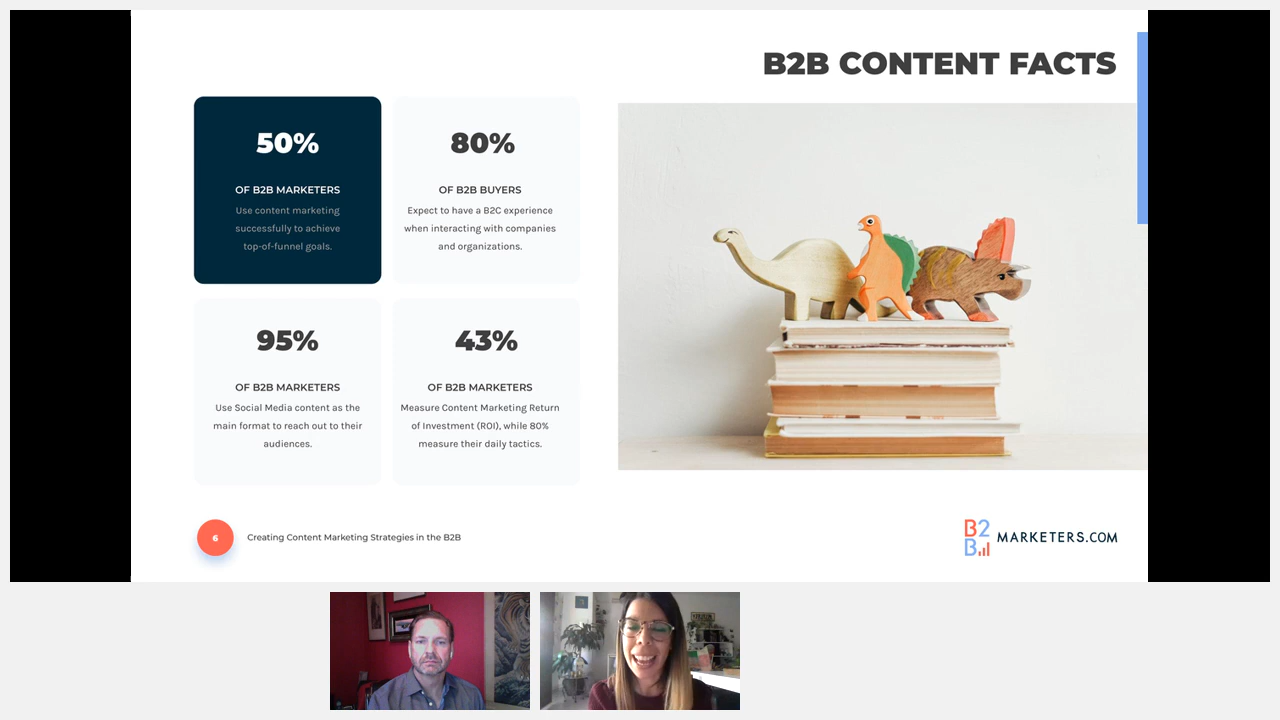 B2B CONTENT FACTS
50%
OF B2B MARKETERS
Use content marketing
successfully to achieve
top-of-funnel goals.
80%
OF B2B BUYERS
Expect to have a B2C experience
when interacting with companies
and organizations.
95%
OF B2B MARKETERS
Use Social Media content as the
main format to reach out to their
audiences.
43%
OF B2B MARKETERS
Measure Content Marketing Return
of Investment (ROI), while 80%
measure their daily tactics.
6
Creating Content Marketing Strategies in the B2B
B2B MARKETERS.COM